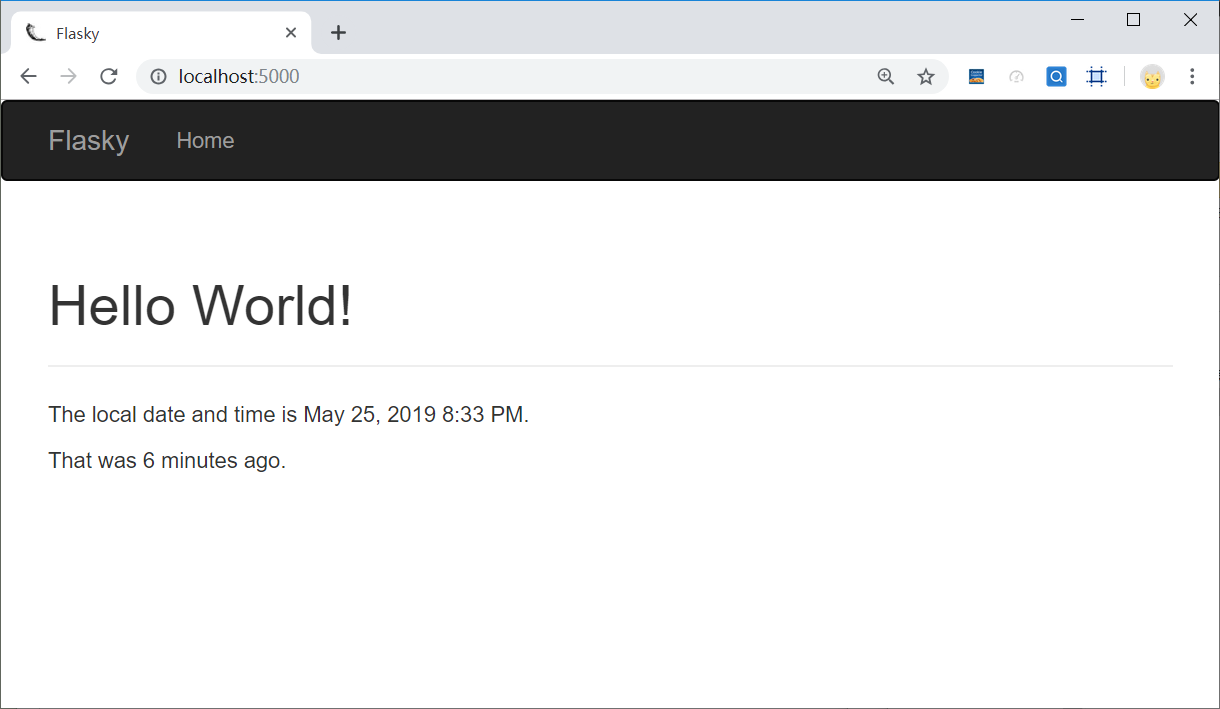 Flasky
localhost:5000
Flasky Home
Hello World!
The local date and time is May 25, 2019 8:33 PM.
That was 6 minutes ago.